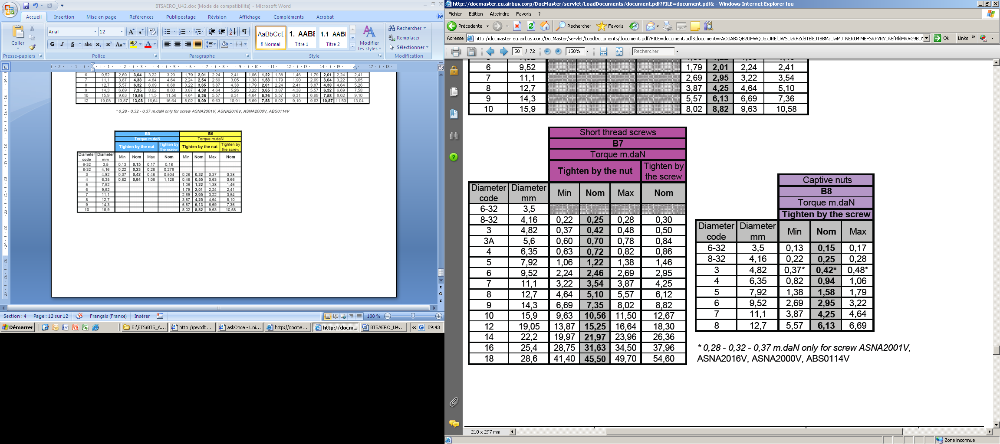 BTSAERO_U42.doc [Mode de compatibilité] - Microsoft Word
Accueil Insertion Mise en page Références Publipostage Révision Affichage Compléments Acrobat
Coller
Arial 12
G I S abc x₂ x² Aa
AaBbCcD AABI 1.1 AABI
¶ Normal Titre 1 Titre 2
Modifier les styles
Rechercher
Remplacer
Sélectionner
Presse-papiers Police Paragraphe Style Modification
6 9,52 2,69 3,04 3,22 3,23 1,79 2,01 2,24 2,41 1,06 1,22 1,38 1,46 1,79 2,01 2,24 2,41
7 11,1 3,87 4,38 4,64 4,64 2,24 2,54 2,69 3,05 1,38 1,58 1,79 1,90 2,69 3,04 3,22 3,65
8 12,7 5,57 6,32 6,69 6,68 3,22 3,65 3,87 4,38 1,79 2,01 2,24 2,41 3,87 4,38 4,64 5,26
9 14,3 6,69 7,35 8,02 8,03 3,87 4,38 4,64 5,26 3,22 3,65 3,87 4,38 5,57 6,32 6,69 7,58
10 15,9 9,63 10,56 11,5 11,56 4,64 5,26 5,57 6,31 4,64 5,26 5,57 6,31 6,69 7,58 8,02 9,10
12 19,05 13,87 13,08 16,64 16,64 8,02 9,09 9,63 10,91 6,69 7,58 8,02 9,10 9,63 10,87 11,50 13,04
* 0,28 - 0,32 - 0,37 m.daN only for screw ASNA2001V, ASNA2016V, ASNA2000V, ABS0114V
B5 B6
Torque m.daN Torque m.daN
Tighten by the nut Tighten by the screw Tighten by the nut Tighten by the screw
Diameter code Diameter mm Min Nom Max Nom Min Nom Max Nom
6-32 3,5 0,13 0,15 0,17 0,18
8-32 4,16 0,22 0,23 0,28 0,276
3 4,82 0,37 0,42 0,48 0,504 0,28 0,32 0,37 0,38
4 6,35 0,82 0,94 1,06 1,128 0,48 0,55 0,63 0,66
5 7,92 1,06 1,22 1,38 1,46
6 9,52 1,79 2,01 2,24 2,41
7 11,1 2,69 2,95 3,22 3,54
8 12,7 3,87 4,25 4,64 5,10
9 14,3 5,57 6,13 6,69 7,36
10 15,9 8,02 8,82 9,63 10,58
Section : 4 Page : 12 sur 12 Français (France) Insérer 100 %
Démarrer E:\BTS\BTS_A... http://pwtdb... askOnce - Uni... http://docma... http://docm... BTSAERO_U4... 09:43
http://docmaster.eu.airbus.corp/DocMaster/servlet/LoadDocuments/document.pdf?FILE=document.pdf& - Windows Internet Explorer fou
Fichier Edition Atteindre Favoris ?
Précédente Rechercher Favoris
Adresse OK Links
58 / 72 150% Rechercher
6 9,52 1,79 2,01 2,24 2,41
7 11,1 2,69 2,95 3,22 3,54
8 12,7 3,87 4,25 4,64 5,10
9 14,3 5,57 6,13 6,69 7,36
10 15,9 8,02 8,82 9,63 10,58
Short thread screws
B7
Torque m.daN
Tighten by the nut Tighten by the screw
Diameter code Diameter mm Min Nom Max Nom
6-32 3,5
8-32 4,16 0,22 0,25 0,28 0,30
3 4,82 0,37 0,42 0,48 0,50
3A 5,6 0,60 0,70 0,78 0,84
4 6,35 0,63 0,72 0,82 0,86
5 7,92 1,06 1,22 1,38 1,46
6 9,52 2,24 2,46 2,69 2,95
7 11,1 3,22 3,54 3,87 4,25
8 12,7 4,64 5,10 5,57 6,12
9 14,3 6,69 7,35 8,02 8,82
10 15,9 9,63 10,56 11,50 12,67
12 19,05 13,87 15,25 16,64 18,30
14 22,2 19,97 21,97 23,96 26,36
16 25,4 28,75 31,63 34,50 37,96
18 28,6 41,40 45,50 49,70 54,60
Captive nuts
B8
Torque m.daN
Tighten by the screw
Diameter code Diameter mm Min Nom Max
6-32 3,5 0,13 0,15 0,17
8-32 4,16 0,22 0,25 0,28
3 4,82 0,37* 0,42* 0,48*
4 6,35 0,82 0,94 1,06
5 7,92 1,38 1,58 1,79
6 9,52 2,69 2,95 3,22
7 11,1 3,87 4,25 4,64
8 12,7 5,57 6,13 6,69
* 0,28 - 0,32 - 0,37 m.daN only for screw ASNA2001V,
ASNA2016V, ASNA2000V, ABS0114V
210 x 297 mm
Zone inconnue